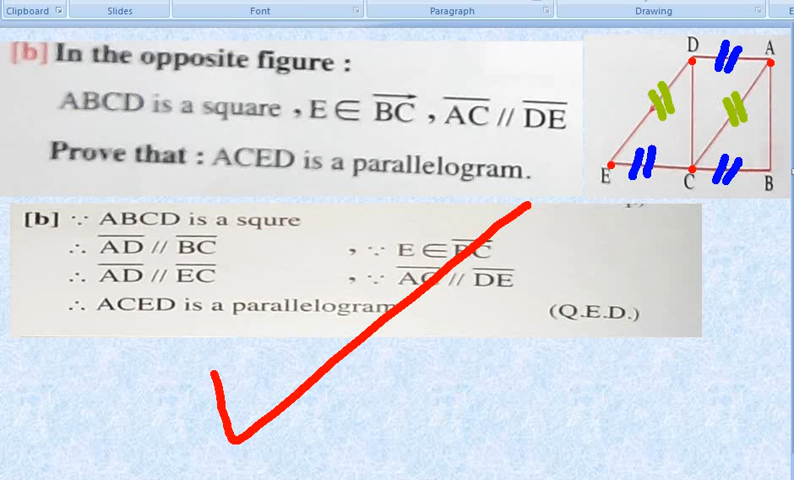 Clipboard Slides Font Paragraph Drawing
[b] In the opposite figure :
ABCD is a square , E ∈ BC , AC // DE
Prove that : ACED is a parallelogram.
D A
E C B
[b] ∵ ABCD is a squre
∴ AD // BC , ∵ E ∈ BC
∴ AD // EC , ∵ AC // DE
∴ ACED is a parallelogram (Q.E.D.)